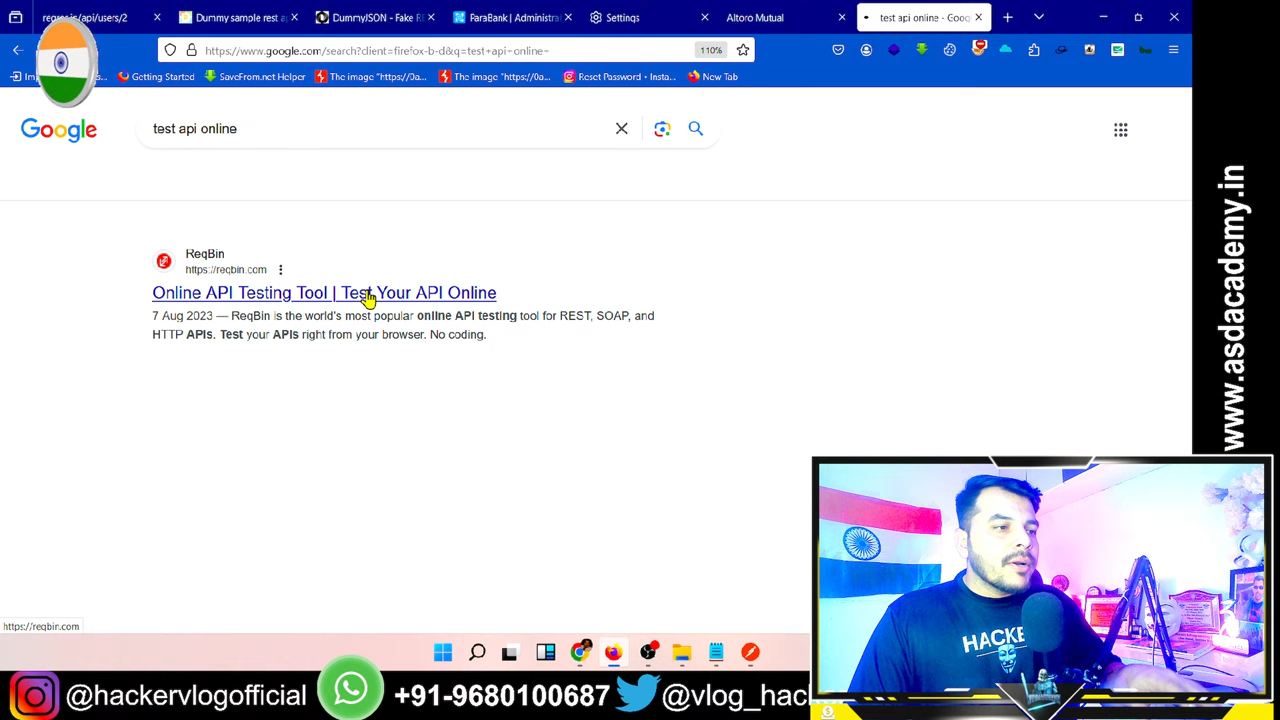 reqres.in/api/users/2
Dummy sample rest a
DummyJSON - Fake R
ParaBank | Administra
Settings
Altoro Mutual
test api online - Goo
https://www.google.com/search?client=firefox-b-d&q=test+api+online+
110%
Getting Started
SaveFrom.net Helper
The image "https://0a...
The image "https://0a...
Reset Password • Insta...
New Tab
Google
test api online
ReqBin
https://reqbin.com
Online API Testing Tool | Test Your API Online
7 Aug 2023 — ReqBin is the world's most popular online API testing tool for REST, SOAP, and
HTTP APIs. Test your APIs right from your browser. No coding.
https://reqbin.com
www.asdacademy.in
HACKE
@hackervlogofficial
+91-9680100687
@vlog_hac